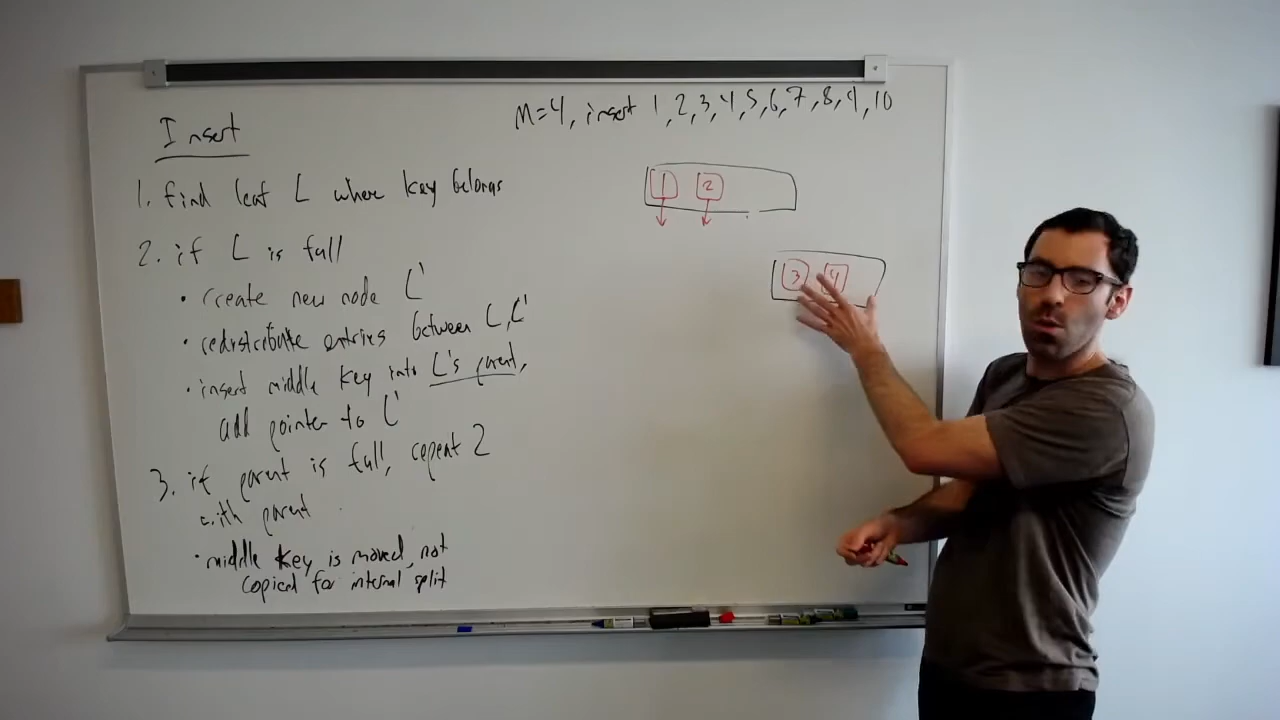 Insert
M=4, insert 1,2,3,4,5,6,7,8,9,10
1. find leaf L where key belongs
2. if L is full
• create new node L'
• redistribute entries between L,L'
• insert middle key into L's parent,
add pointer to L'
3. if parent is full, repeat 2
with parent
• middle key is moved, not
copied for internal split
1 2
3 4